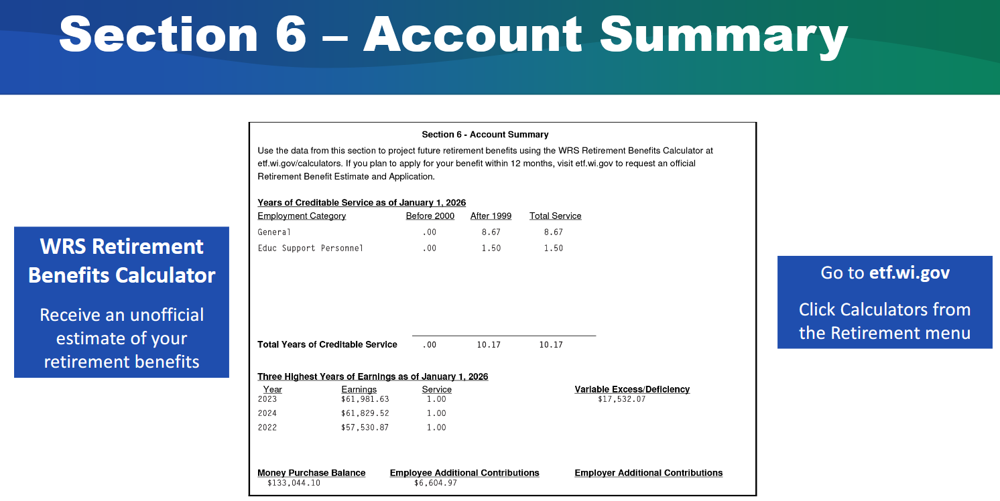 Section 6 – Account Summary
WRS Retirement
Benefits Calculator
Receive an unofficial
estimate of your
retirement benefits
Section 6 - Account Summary
Use the data from this section to project future retirement benefits using the WRS Retirement Benefits Calculator at
etf.wi.gov/calculators. If you plan to apply for your benefit within 12 months, visit etf.wi.gov to request an official
Retirement Benefit Estimate and Application.
Years of Creditable Service as of January 1, 2026
Employment Category Before 2000 After 1999 Total Service
General .00 8.67 8.67
Educ Support Personnel .00 1.50 1.50
Total Years of Creditable Service .00 10.17 10.17
Three Highest Years of Earnings as of January 1, 2026
Year Earnings Service Variable Excess/Deficiency
2023 $61,981.63 1.00 $17,532.07
2024 $61,829.52 1.00
2022 $57,530.87 1.00
Money Purchase Balance Employee Additional Contributions Employer Additional Contributions
$133,044.10 $6,604.97
Go to etf.wi.gov
Click Calculators from
the Retirement menu